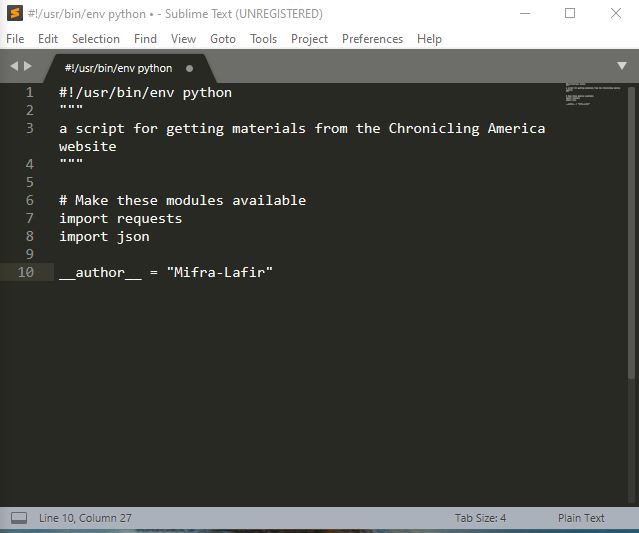 #!/usr/bin/env python • - Sublime Text (UNREGISTERED)
File Edit Selection Find View Goto Tools Project Preferences Help
#!/usr/bin/env python
1 #!/usr/bin/env python
2 """
3 a script for getting materials from the Chronicling America
website
4 """
5
6 # Make these modules available
7 import requests
8 import json
9
10 __author__ = "Mifra-Lafir"
Line 10, Column 27 Tab Size: 4 Plain Text